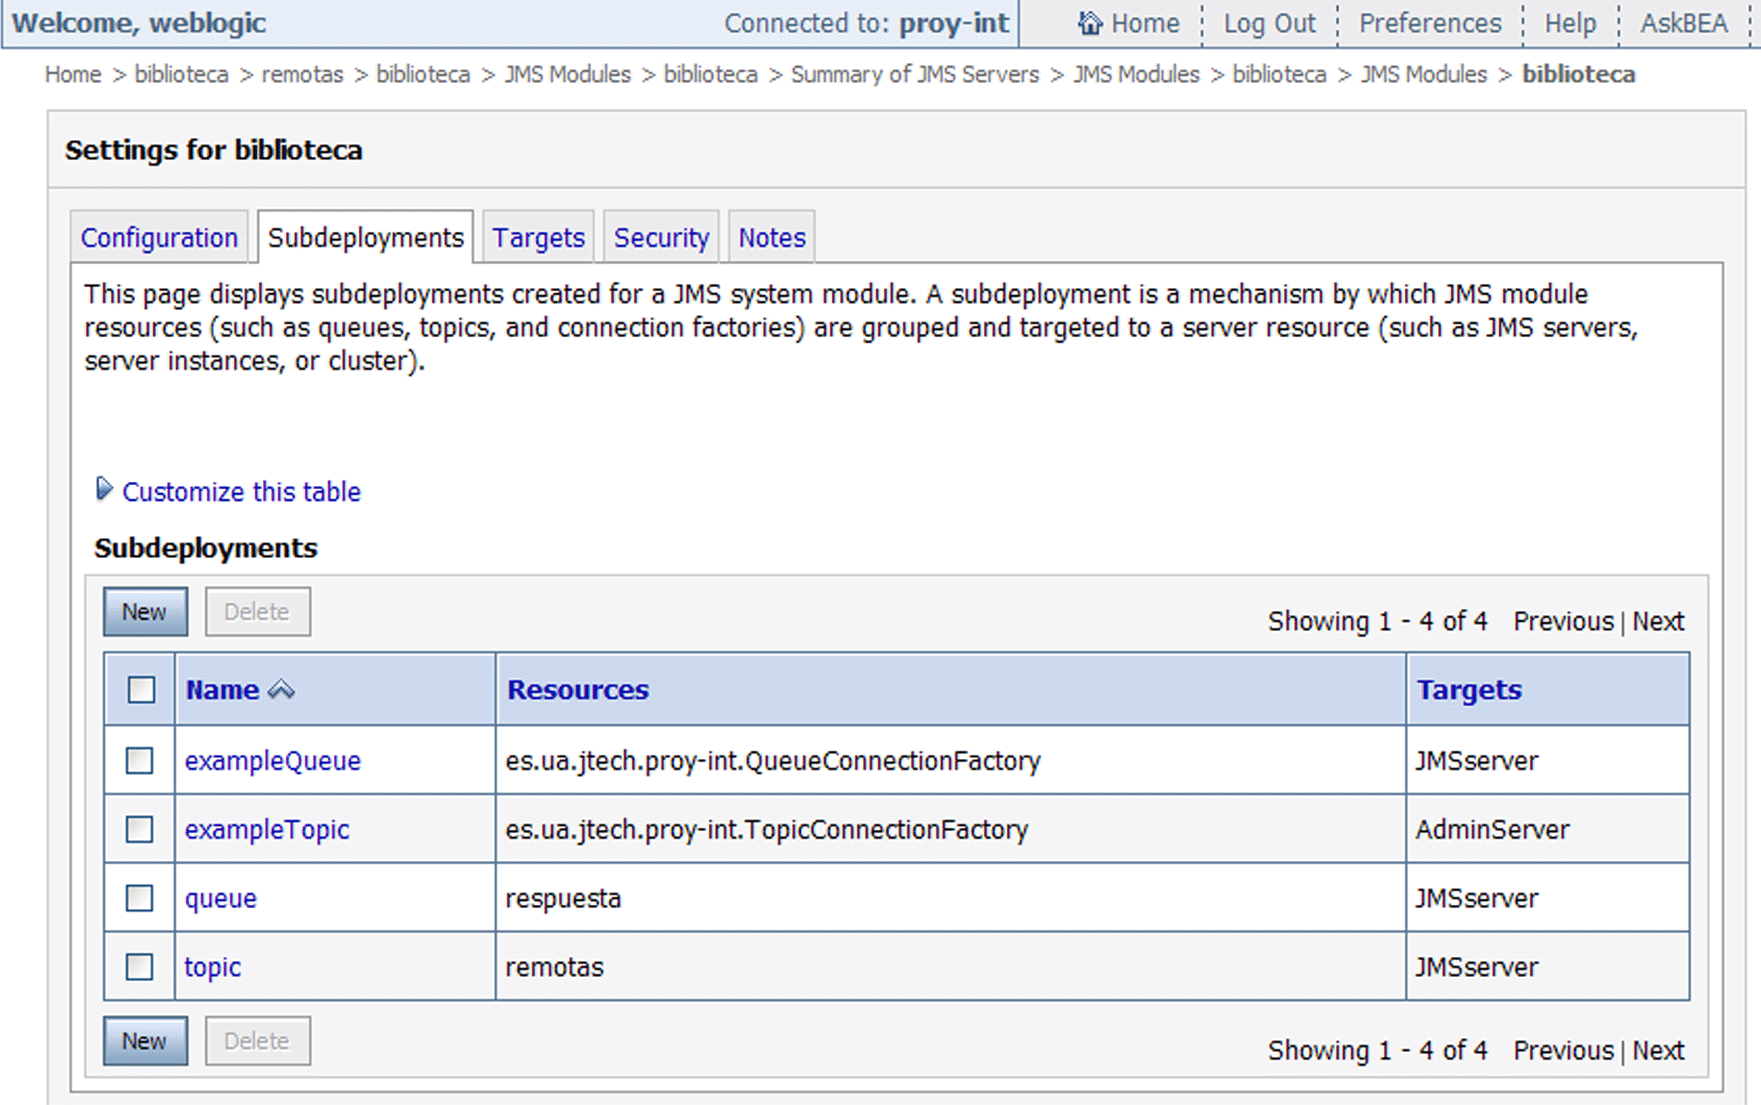 Welcome, weblogic Connected to: proy-int Home Log Out Preferences Help AskBEA
Home > biblioteca > remotas > biblioteca > JMS Modules > biblioteca > Summary of JMS Servers > JMS Modules > biblioteca > JMS Modules > biblioteca
Settings for biblioteca
Configuration Subdeployments Targets Security Notes
This page displays subdeployments created for a JMS system module. A subdeployment is a mechanism by which JMS module
resources (such as queues, topics, and connection factories) are grouped and targeted to a server resource (such as JMS servers,
server instances, or cluster).
Customize this table
Subdeployments
New Delete Showing 1 - 4 of 4 Previous | Next
Name Resources Targets
exampleQueue es.ua.jtech.proy-int.QueueConnectionFactory JMSserver
exampleTopic es.ua.jtech.proy-int.TopicConnectionFactory AdminServer
queue respuesta JMSserver
topic remotas JMSserver
New Delete Showing 1 - 4 of 4 Previous | Next